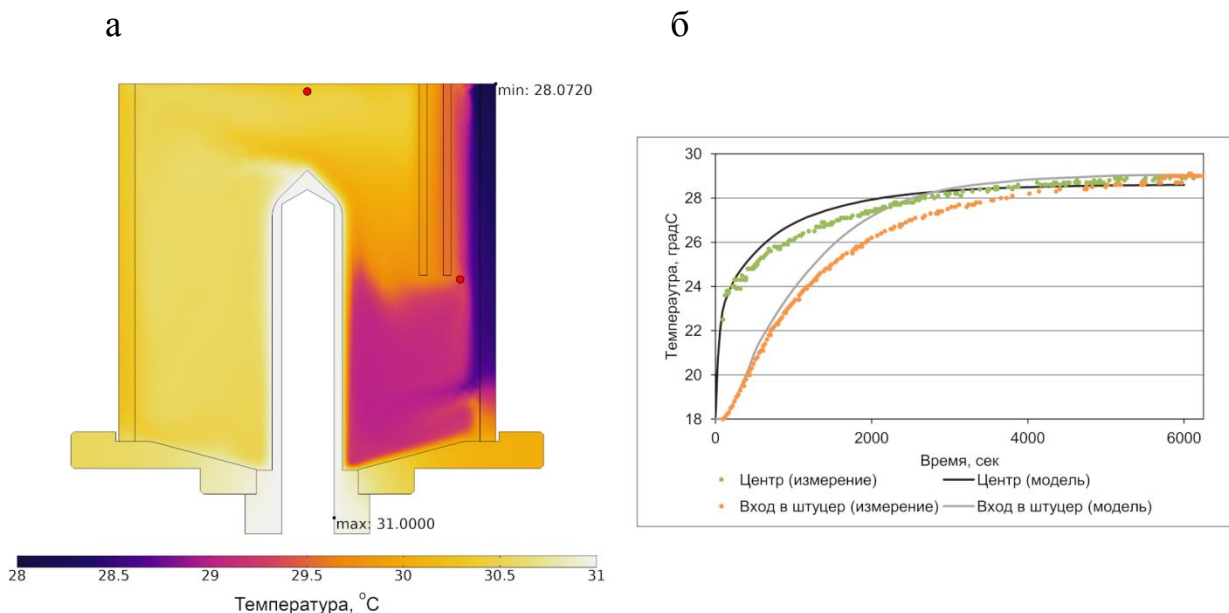 а
б
min: 28.0720
max: 31.0000
28 28.5 29 29.5 30 30.5 31
Температура, °C
30
28
26
24
22
20
18
Темпераутра, градС
0 2000 4000 6000
Время, сек
Центр (измерение) Центр (модель)
Вход в штуцер (измерение) Вход в штуцер (модель)